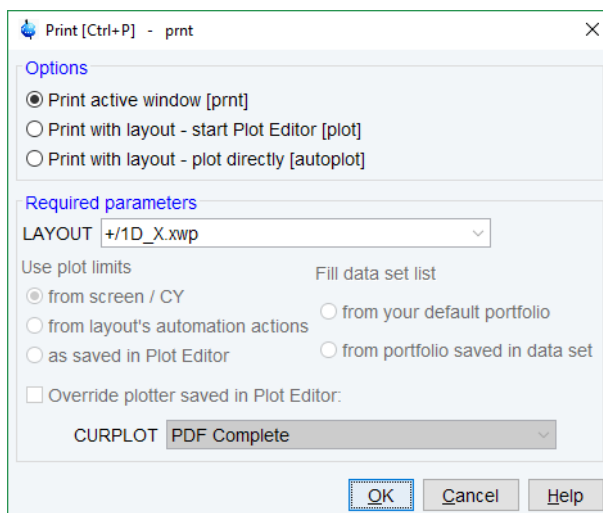 Print [Ctrl+P] - prnt
Options
Print active window [prnt]
Print with layout - start Plot Editor [plot]
Print with layout - plot directly [autoplot]
Required parameters
LAYOUT +/1D_X.xwp
Use plot limits
from screen / CY
from layout's automation actions
as saved in Plot Editor
Fill data set list
from your default portfolio
from portfolio saved in data set
Override plotter saved in Plot Editor:
CURPLOT PDF Complete
OK Cancel Help